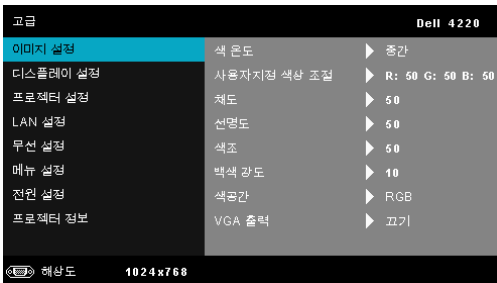 고급 Dell 4220
이미지 설정 색 온도 중간
디스플레이 설정 사용자지정 색상 조절 R: 50 G: 50 B: 50
프로젝터 설정 채도 50
LAN 설정 선명도 50
무선 설정 색조 50
메뉴 설정 백색 강도 10
전원 설정 색공간 RGB
프로젝터 정보 VGA 출력 끄기
해상도 1024x768